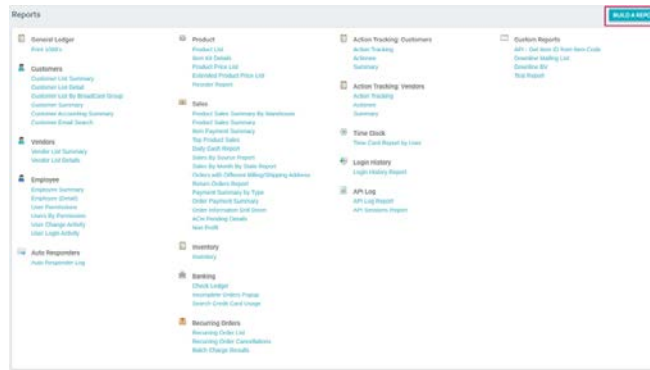 Reports
BUILD A REPO
General Ledger
Print 1099's
Customers
Customer List Summary
Customer List Detail
Customer List By BroadCast Group
Customer Summary
Customer Accounting Summary
Customer Email Search
Vendors
Vendor List Summary
Vendor List Details
Employee
Employee Summary
Employee (Detail)
User Permissions
Users By Permission
User Change Activity
User Login Activity
Auto Responders
Auto Responder Log
Product
Product List
Item Kit Details
Product Price List
Extended Product Price List
Reorder Report
Sales
Product Sales Summary By Warehouse
Product Sales Summary
Item Payment Summary
Top Product Sales
Daily Cash Report
Sales By Source Report
Sales By Month By State Report
Orders with Different Billing/Shipping Address
Return Orders Report
Payment Summary by Type
Order Payment Summary
Order Information Drill Down
ACH Pending Details
Non Profit
Inventory
Inventory
Banking
Check Ledger
Incomplete Orders Popup
Search Credit Card Usage
Recurring Orders
Recurring Order List
Recurring Order Cancellations
Batch Charge Results
Action Tracking: Customers
Action Tracking
Actionee
Summary
Action Tracking: Vendors
Action Tracking
Actionee
Summary
Time Clock
Time Card Report by User
Login History
Login History Report
API Log
API Log Report
API Sessions Report
Custom Reports
API - Get Item ID from Item Code
Downline Mailing List
Downline BV
Test Report